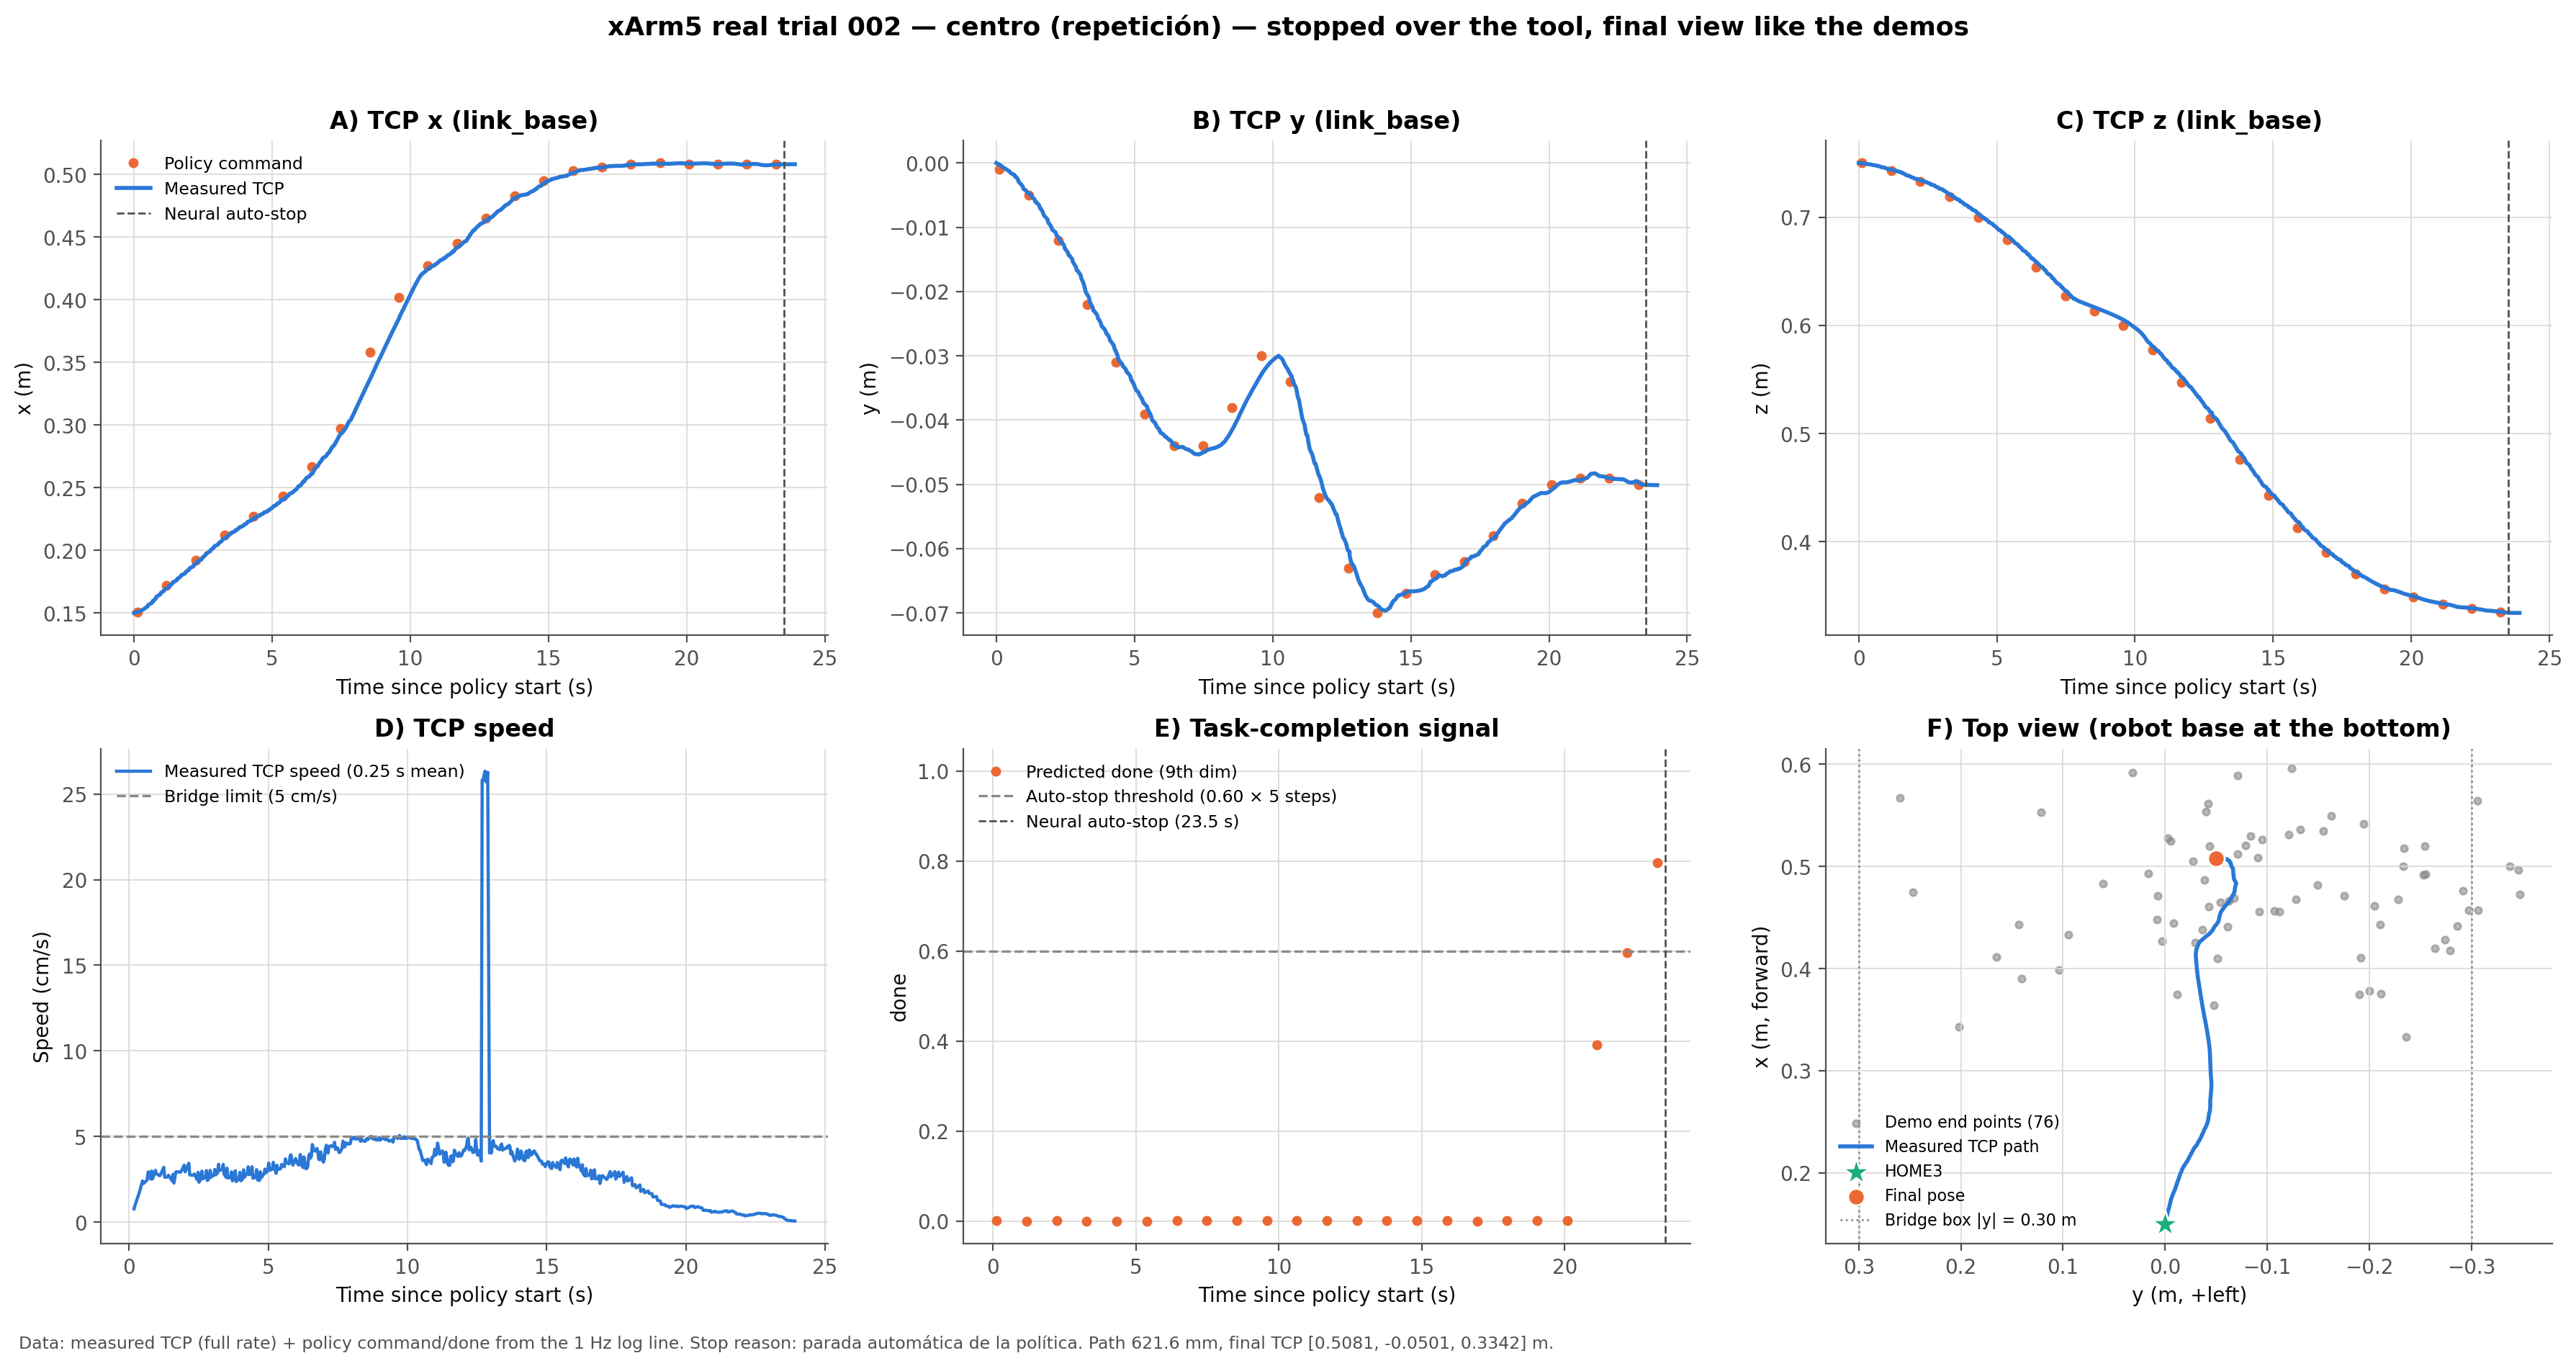 xArm5 real trial 002 — centro (repetición) — stopped over the tool, final view like the demos
A) TCP x (link_base)
Policy command
Measured TCP
Neural auto-stop
x (m)
0.50
0.45
0.40
0.35
0.30
0.25
0.20
0.15
0 5 10 15 20 25
Time since policy start (s)
B) TCP y (link_base)
y (m)
0.00
−0.01
−0.02
−0.03
−0.04
−0.05
−0.06
−0.07
0 5 10 15 20 25
Time since policy start (s)
C) TCP z (link_base)
z (m)
0.7
0.6
0.5
0.4
0 5 10 15 20 25
Time since policy start (s)
D) TCP speed
Measured TCP speed (0.25 s mean)
Bridge limit (5 cm/s)
Speed (cm/s)
25
20
15
10
5
0
0 5 10 15 20 25
Time since policy start (s)
E) Task-completion signal
Predicted done (9th dim)
Auto-stop threshold (0.60 × 5 steps)
Neural auto-stop (23.5 s)
done
1.0
0.8
0.6
0.4
0.2
0.0
0 5 10 15 20
Time since policy start (s)
F) Top view (robot base at the bottom)
x (m, forward)
0.6
0.5
0.4
0.3
0.2
Demo end points (76)
Measured TCP path
HOME3
Final pose
Bridge box |y| = 0.30 m
0.3 0.2 0.1 0.0 −0.1 −0.2 −0.3
y (m, +left)
Data: measured TCP (full rate) + policy command/done from the 1 Hz log line. Stop reason: parada automática de la política. Path 621.6 mm, final TCP [0.5081, -0.0501, 0.3342] m.